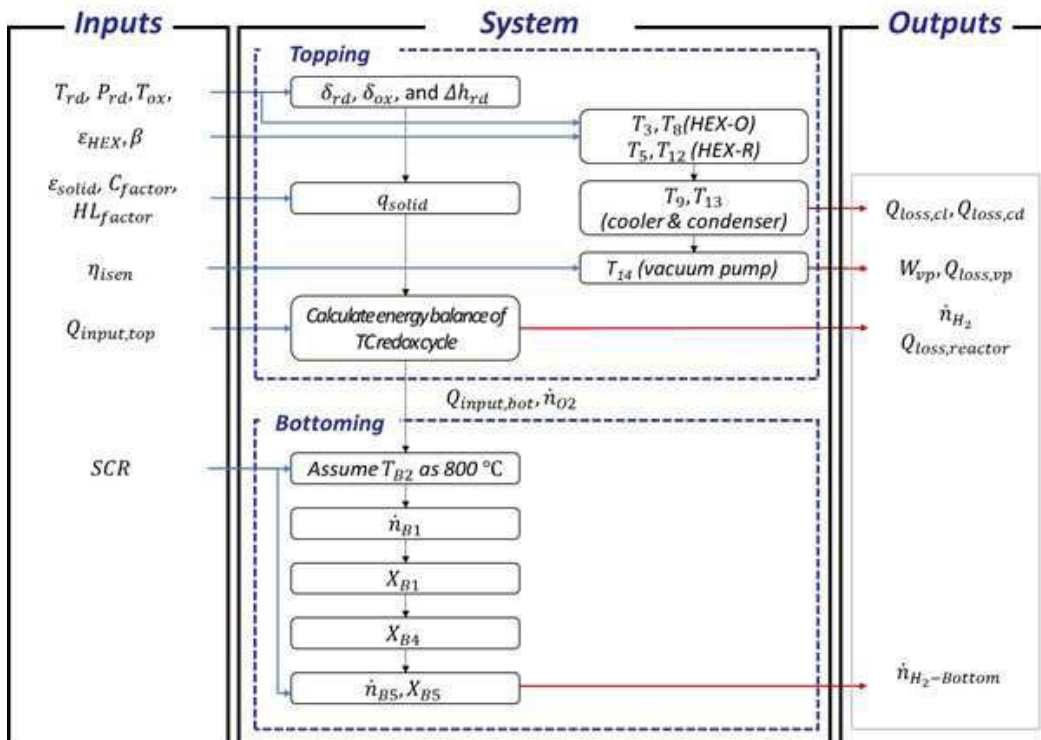 Inputs
System
Outputs
Topping
T_rd, P_rd, T_ox,
δ_rd, δ_ox, and Δh_rd
ε_HEX, β
T_3, T_8 (HEX-O)
T_5, T_12 (HEX-R)
ε_solid, C_factor,
HL_factor
q_solid
T_9, T_13
(cooler & condenser)
Q_loss,cl, Q_loss,cd
η_isen
T_14 (vacuum pump)
W_vp, Q_loss,vp
Q_input,top
Calculate energy balance of
TC redox cycle
ṅ_H_2
Q_loss,reactor
Q_input,bot, ṅ_O2
Bottoming
SCR
Assume T_B2 as 800 °C
ṅ_B1
X_B1
X_B4
ṅ_B5, X_B5
ṅ_H_2-Bottom